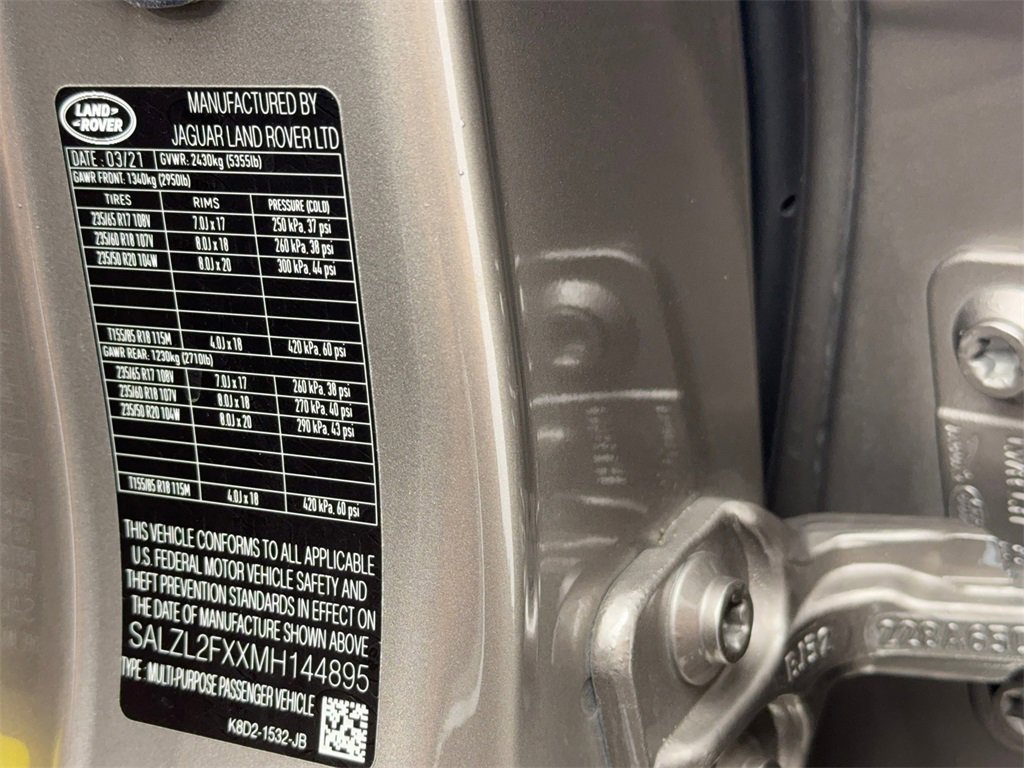 LAND-
-ROVER
MANUFACTURED BY
JAGUAR LAND ROVER LTD
DATE : 03/21 GVWR: 2430kg (5355lb)
GAWR FRONT: 1340kg (2950lb)
TIRES RIMS PRESSURE (COLD)
235/65 R17 108V 7.0J x 17 250 kPa, 37 psi
235/60 R18 107V 8.0J x 18 260 kPa, 38 psi
235/50 R20 104W 8.0J x 20 300 kPa, 44 psi
T155/85 R18 115M 4.0J x 18 420 kPa, 60 psi
GAWR REAR: 1230kg (2710lb)
235/65 R17 108V 7.0J x 17 260 kPa, 38 psi
235/60 R18 107V 8.0J x 18 270 kPa, 40 psi
235/50 R20 104W 8.0J x 20 290 kPa, 43 psi
T155/85 R18 115M 4.0J x 18 420 kPa, 60 psi
THIS VEHICLE CONFORMS TO ALL APPLICABLE
U.S. FEDERAL MOTOR VEHICLE SAFETY AND
THEFT PREVENTION STANDARDS IN EFFECT ON
THE DATE OF MANUFACTURE SHOWN ABOVE
SALZL2FXXMH144895
TYPE : MULTI-PURPOSE PASSENGER VEHICLE
K8D2-1532-JB